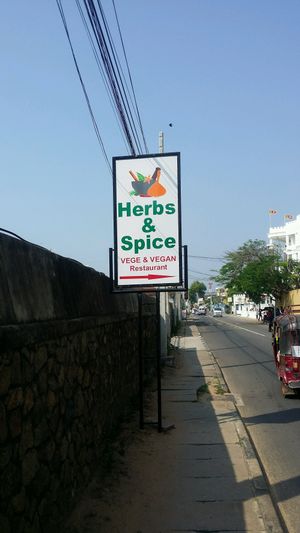 Herbs
&
Spice
VEGE & VEGAN
Restaurant